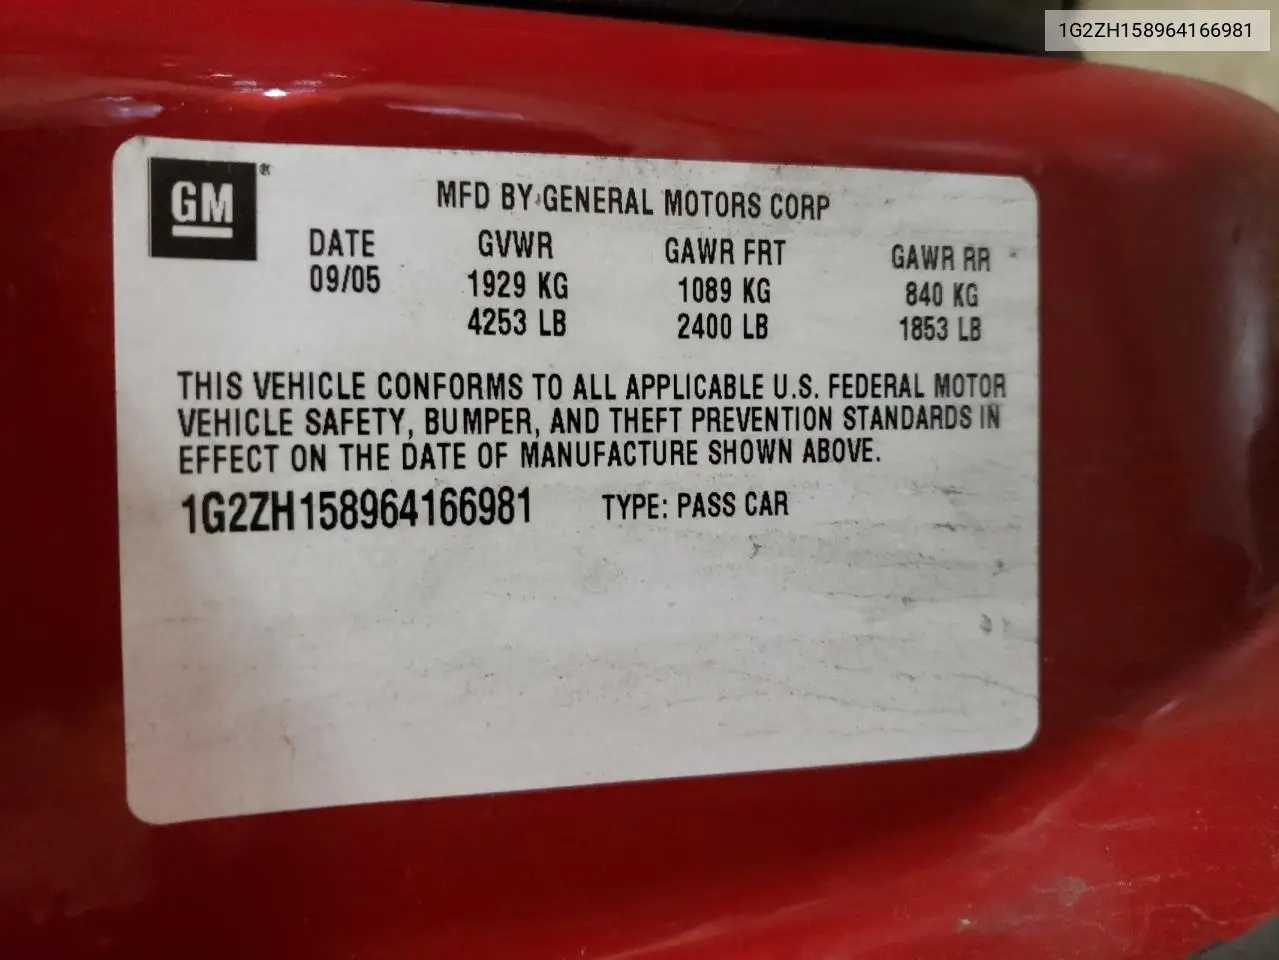 1G2ZH158964166981
GM®
MFD BY GENERAL MOTORS CORP
DATE GVWR GAWR FRT GAWR RR
09/05 1929 KG 1089 KG 840 KG
4253 LB 2400 LB 1853 LB
THIS VEHICLE CONFORMS TO ALL APPLICABLE U.S. FEDERAL MOTOR
VEHICLE SAFETY, BUMPER, AND THEFT PREVENTION STANDARDS IN
EFFECT ON THE DATE OF MANUFACTURE SHOWN ABOVE.
1G2ZH158964166981 TYPE: PASS CAR